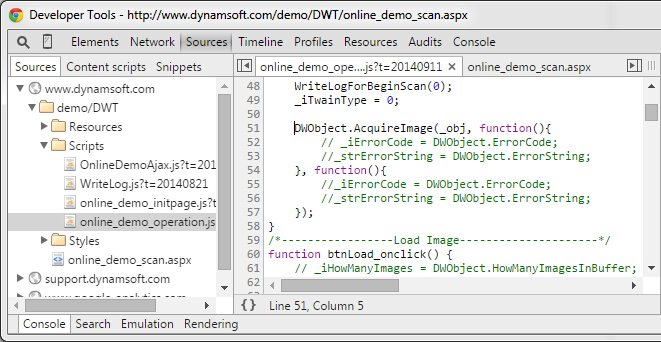 Developer Tools - http://www.dynamsoft.com/demo/DWT/online_demo_scan.aspx
Elements Network Sources Timeline Profiles Resources Audits Console
Sources Content scripts Snippets
www.dynamsoft.com
demo/DWT
Resources
Scripts
OnlineDemoAjax.js?t=201
WriteLog.js?t=20140821
online_demo_initpage.js?t
online_demo_operation.js
Styles
online_demo_scan.aspx
support.dynamsoft.com
www.google-analytics.com
online_demo_ope....js?t=20140911 × online_demo_scan.aspx
48 WriteLogForBeginScan(0);
49 _iTwainType = 0;
50
51 DWObject.AcquireImage(_obj, function(){
52 // _iErrorCode = DWObject.ErrorCode;
53 //_strErrorString = DWObject.ErrorString;
54 }, function(){
55 //_iErrorCode = DWObject.ErrorCode;
56 //_strErrorString = DWObject.ErrorString;
57 });
58 }
59 /*-----------------Load Image---------------------*/
60 function btnLoad_onclick() {
61 // _iHowManyImages = DWObject.HowManyImagesInBuffer;
62
{} Line 51, Column 5
Console Search Emulation Rendering